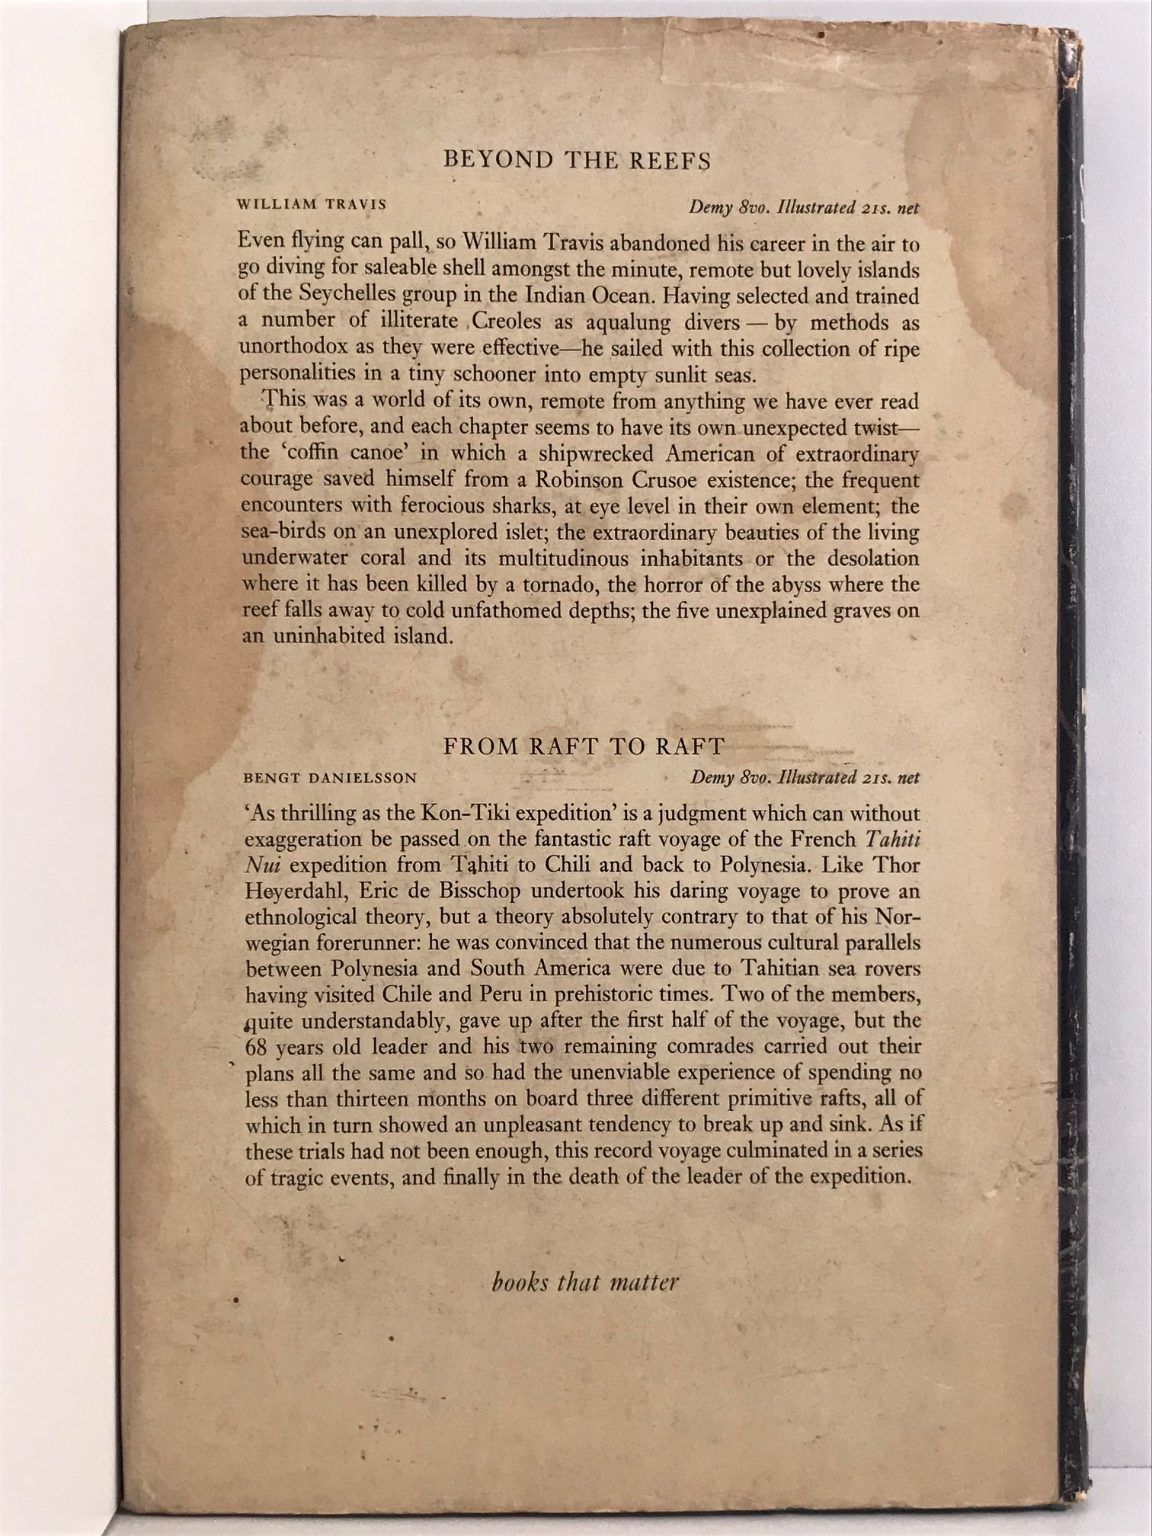 BEYOND THE REEFS
WILLIAM TRAVIS Demy 8vo. Illustrated 21s. net
Even flying can pall, so William Travis abandoned his career in the air to
go diving for saleable shell amongst the minute, remote but lovely islands
of the Seychelles group in the Indian Ocean. Having selected and trained
a number of illiterate Creoles as aqualung divers — by methods as
unorthodox as they were effective—he sailed with this collection of ripe
personalities in a tiny schooner into empty sunlit seas.
This was a world of its own, remote from anything we have ever read
about before, and each chapter seems to have its own unexpected twist—
the ‘coffin canoe’ in which a shipwrecked American of extraordinary
courage saved himself from a Robinson Crusoe existence; the frequent
encounters with ferocious sharks, at eye level in their own element; the
sea-birds on an unexplored islet; the extraordinary beauties of the living
underwater coral and its multitudinous inhabitants or the desolation
where it has been killed by a tornado, the horror of the abyss where the
reef falls away to cold unfathomed depths; the five unexplained graves on
an uninhabited island.
FROM RAFT TO RAFT
BENGT DANIELSSON Demy 8vo. Illustrated 21s. net
‘As thrilling as the Kon-Tiki expedition’ is a judgment which can without
exaggeration be passed on the fantastic raft voyage of the French Tahiti
Nui expedition from Tahiti to Chili and back to Polynesia. Like Thor
Heyerdahl, Eric de Bisschop undertook his daring voyage to prove an
ethnological theory, but a theory absolutely contrary to that of his Nor-
wegian forerunner: he was convinced that the numerous cultural parallels
between Polynesia and South America were due to Tahitian sea rovers
having visited Chile and Peru in prehistoric times. Two of the members,
quite understandably, gave up after the first half of the voyage, but the
68 years old leader and his two remaining comrades carried out their
plans all the same and so had the unenviable experience of spending no
less than thirteen months on board three different primitive rafts, all of
which in turn showed an unpleasant tendency to break up and sink. As if
these trials had not been enough, this record voyage culminated in a series
of tragic events, and finally in the death of the leader of the expedition.
books that matter